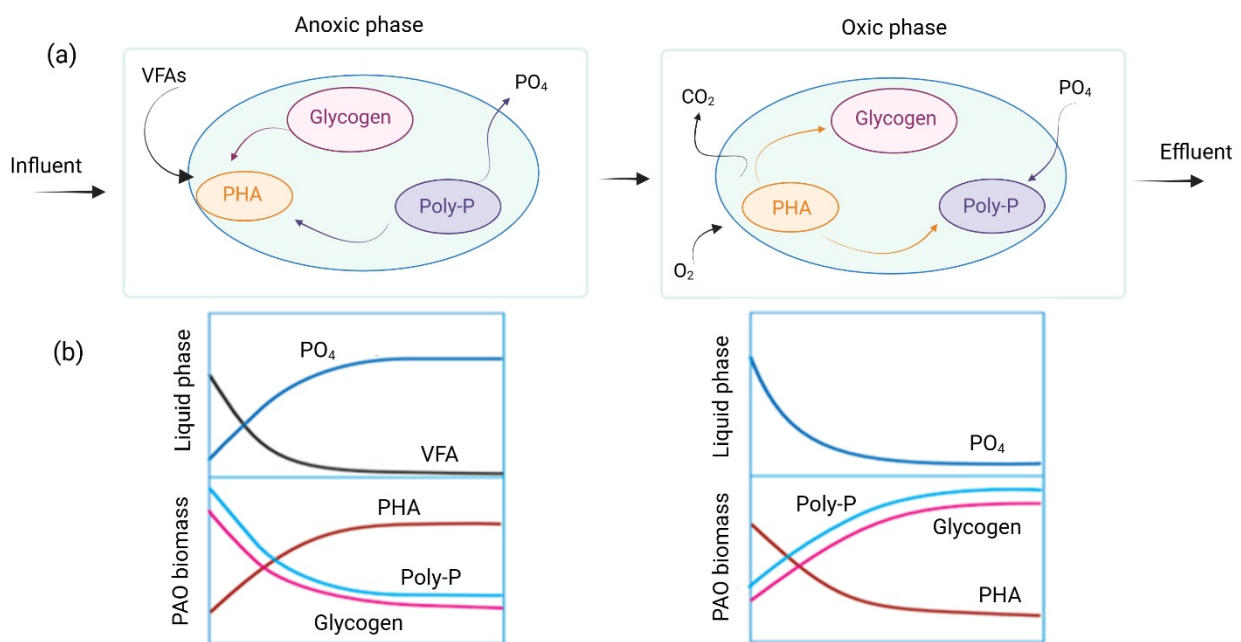 Anoxic phase
Oxic phase
(a)
VFAs
PO₄
Glycogen
PHA
Poly-P
Influent
CO₂
PO₄
Glycogen
PHA
Poly-P
O₂
Effluent
(b)
Liquid phase
PO₄
VFA
PAO biomass
PHA
Poly-P
Glycogen
Liquid phase
PO₄
PAO biomass
Poly-P
Glycogen
PHA